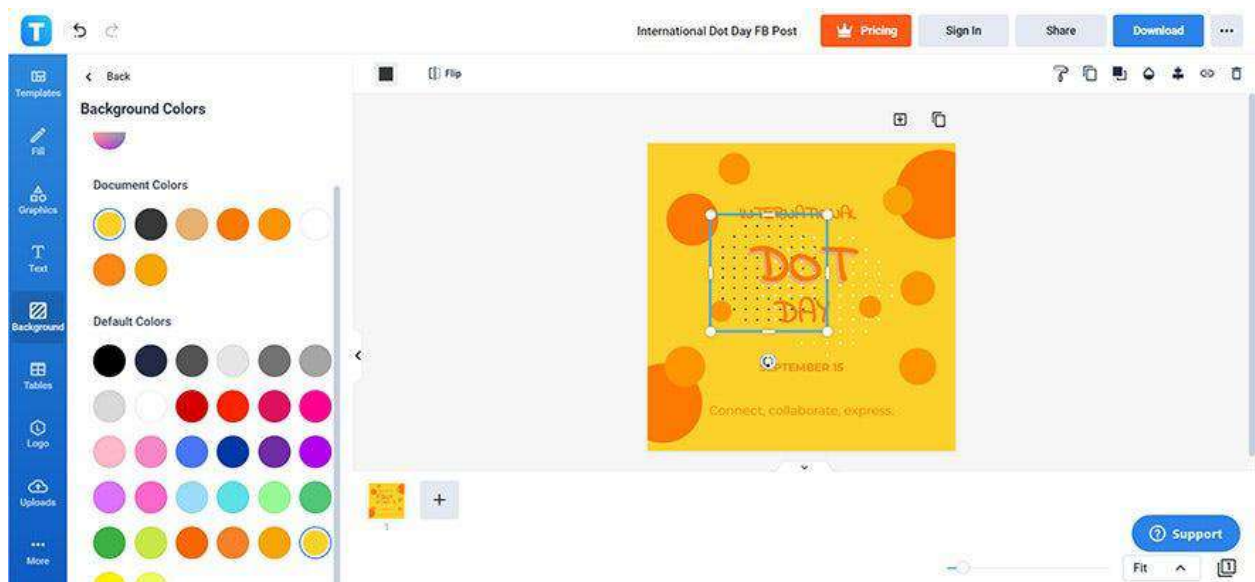 T
International Dot Day FB Post
Pricing
Sign In
Share
Download
Templates
Fill
Graphics
Text
Background
Tables
Logo
Uploads
More
Back
Background Colors
Document Colors
Default Colors
Flip
INTERNATIONAL
DOT
DAY
SEPTEMBER 15
Connect, collaborate, express.
1
Support
Fit
1